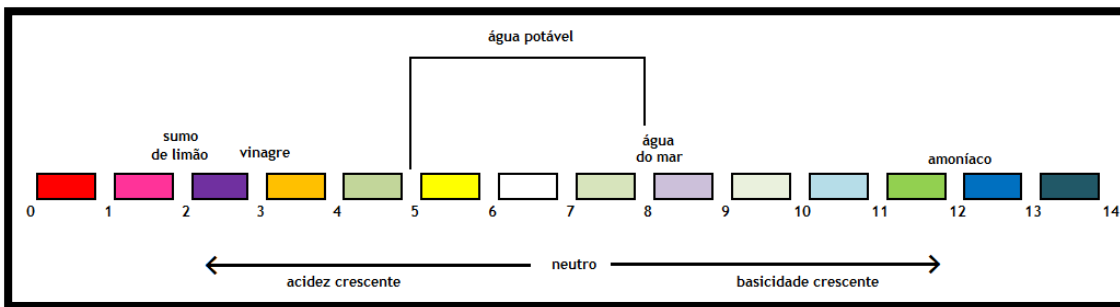 água potável
sumo
de limão
vinagre
água
do mar
amoníaco
0 1 2 3 4 5 6 7 8 9 10 11 12 13 14
neutro
acidez crescente
basicidade crescente